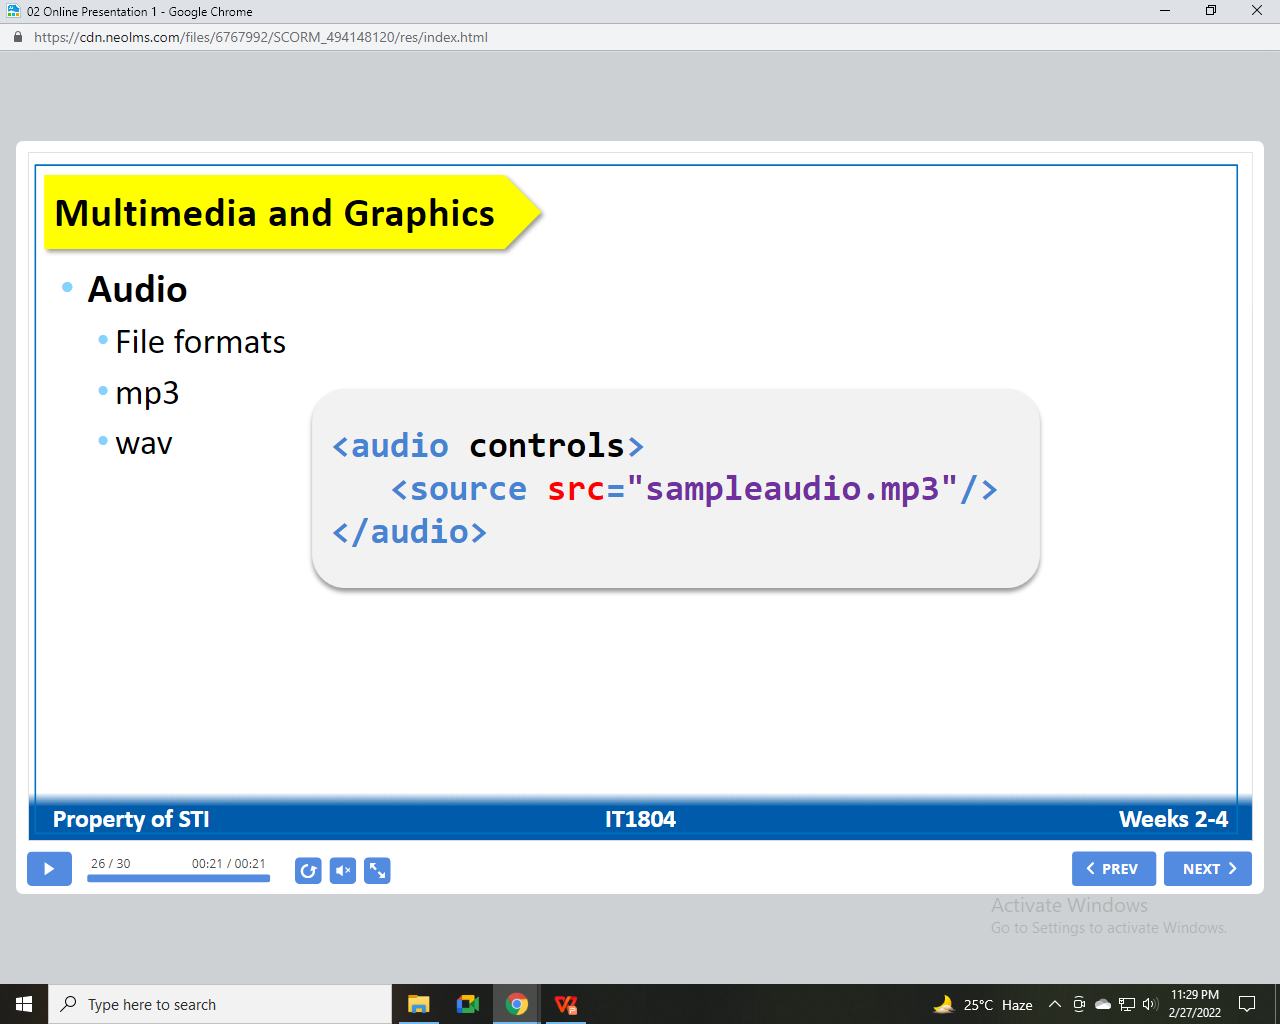 02 Online Presentation 1 - Google Chrome
https://cdn.neolms.com/files/6767992/SCORM_494148120/res/index.html
Multimedia and Graphics
• Audio
• File formats
• mp3
• wav
<audio controls>
<source src="sampleaudio.mp3"/>
</audio>
Property of STI IT1804 Weeks 2-4
26 / 30 00:21 / 00:21
PREV NEXT
Activate Windows
Go to Settings to activate Windows.
Type here to search
25°C Haze
11:29 PM
2/27/2022